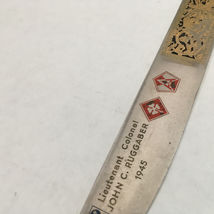 Lieutenant Colonel
JOHN C. RUGGABER
1945